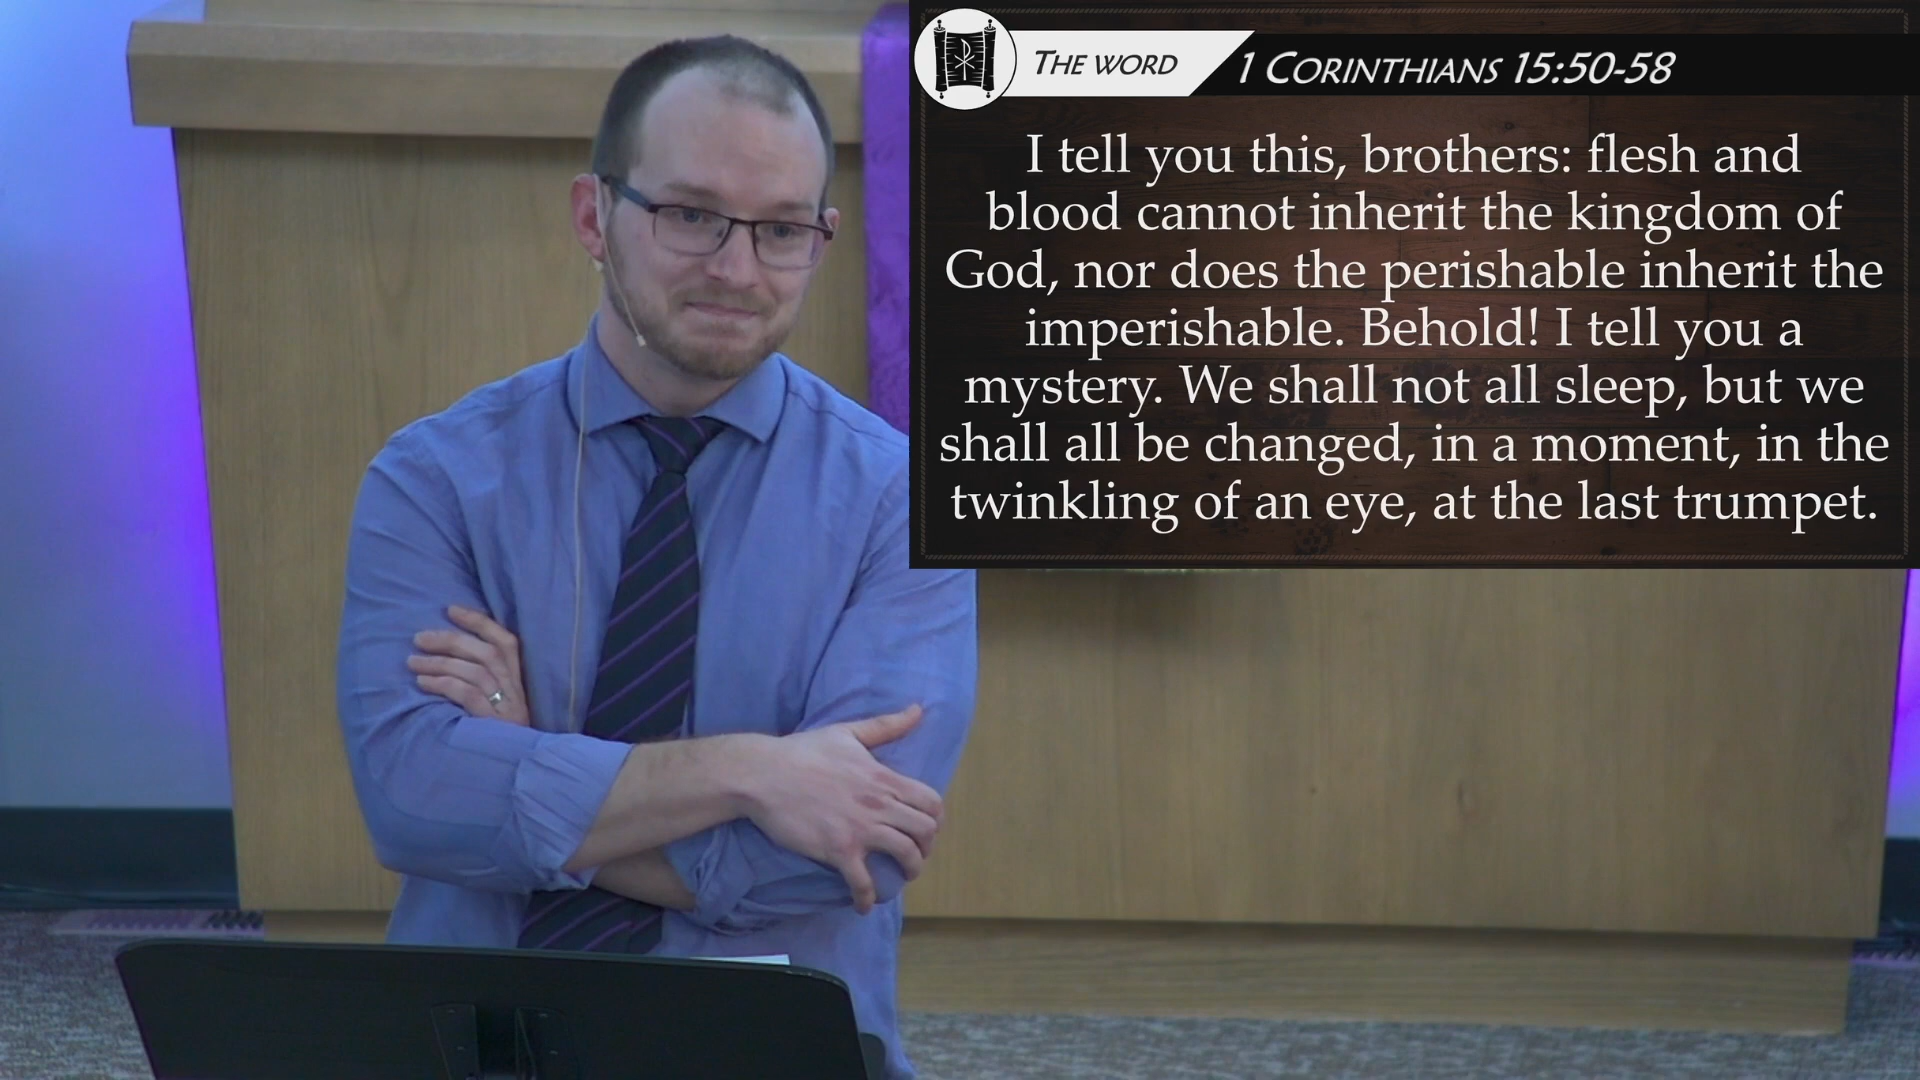 THE WORD
1 CORINTHIANS 15:50-58
I tell you this, brothers: flesh and
blood cannot inherit the kingdom of
God, nor does the perishable inherit the
imperishable. Behold! I tell you a
mystery. We shall not all sleep, but we
shall all be changed, in a moment, in the
twinkling of an eye, at the last trumpet.